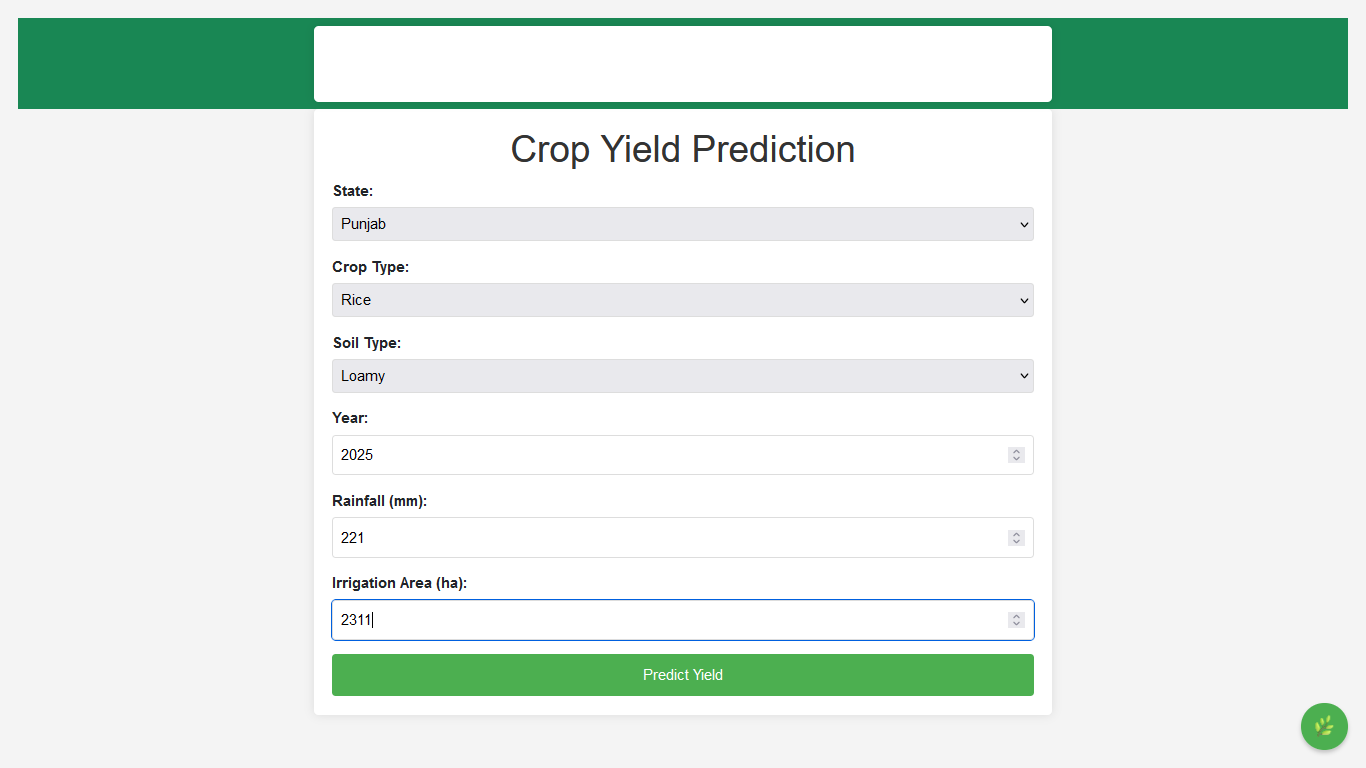 Crop Yield Prediction
State:
Punjab
Crop Type:
Rice
Soil Type:
Loamy
Year:
2025
Rainfall (mm):
221
Irrigation Area (ha):
2311
Predict Yield